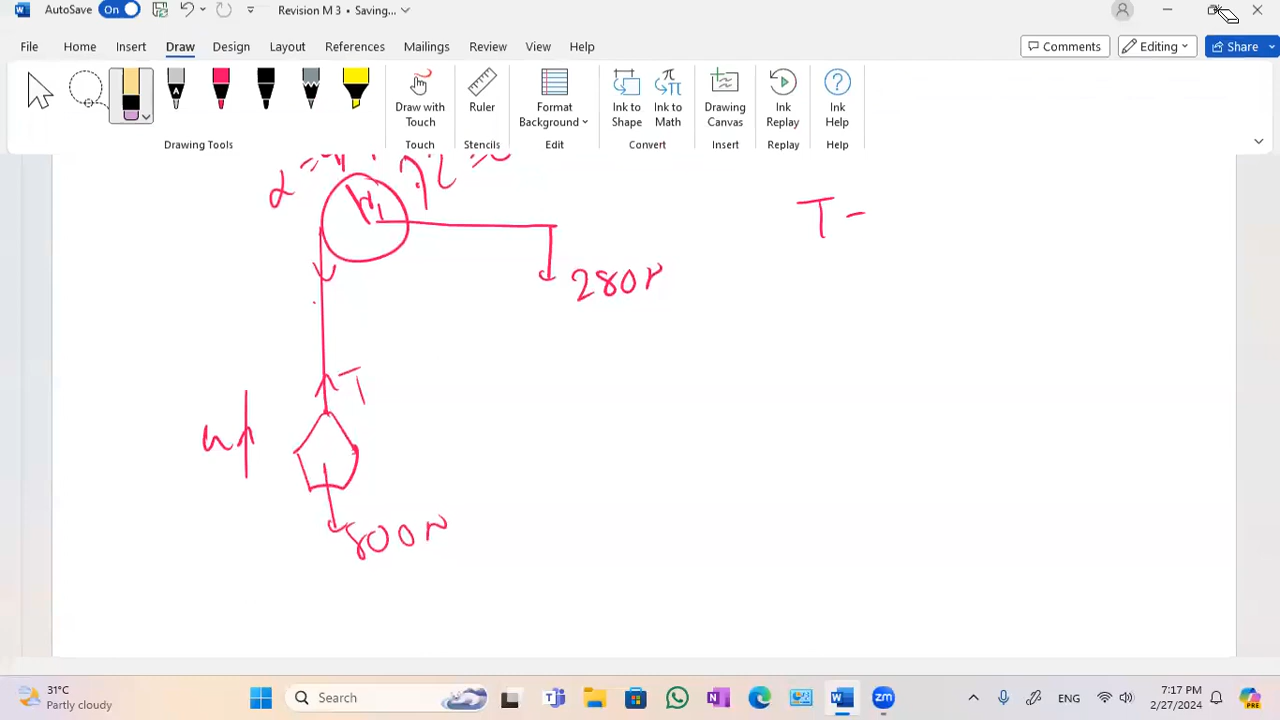 AutoSave On Revision M 3 • Saving...
File Home Insert Draw Design Layout References Mailings Review View Help Comments Editing Share
Draw with Touch
Ruler
Format Background
Ink to Shape
Ink to Math
Drawing Canvas
Ink Replay
Ink Help
Drawing Tools Touch Stencils Edit Convert Insert Replay Help
T -
280N
T
800N
31°C
Partly cloudy
Search
ENG
7:17 PM
2/27/2024
PRE
zm